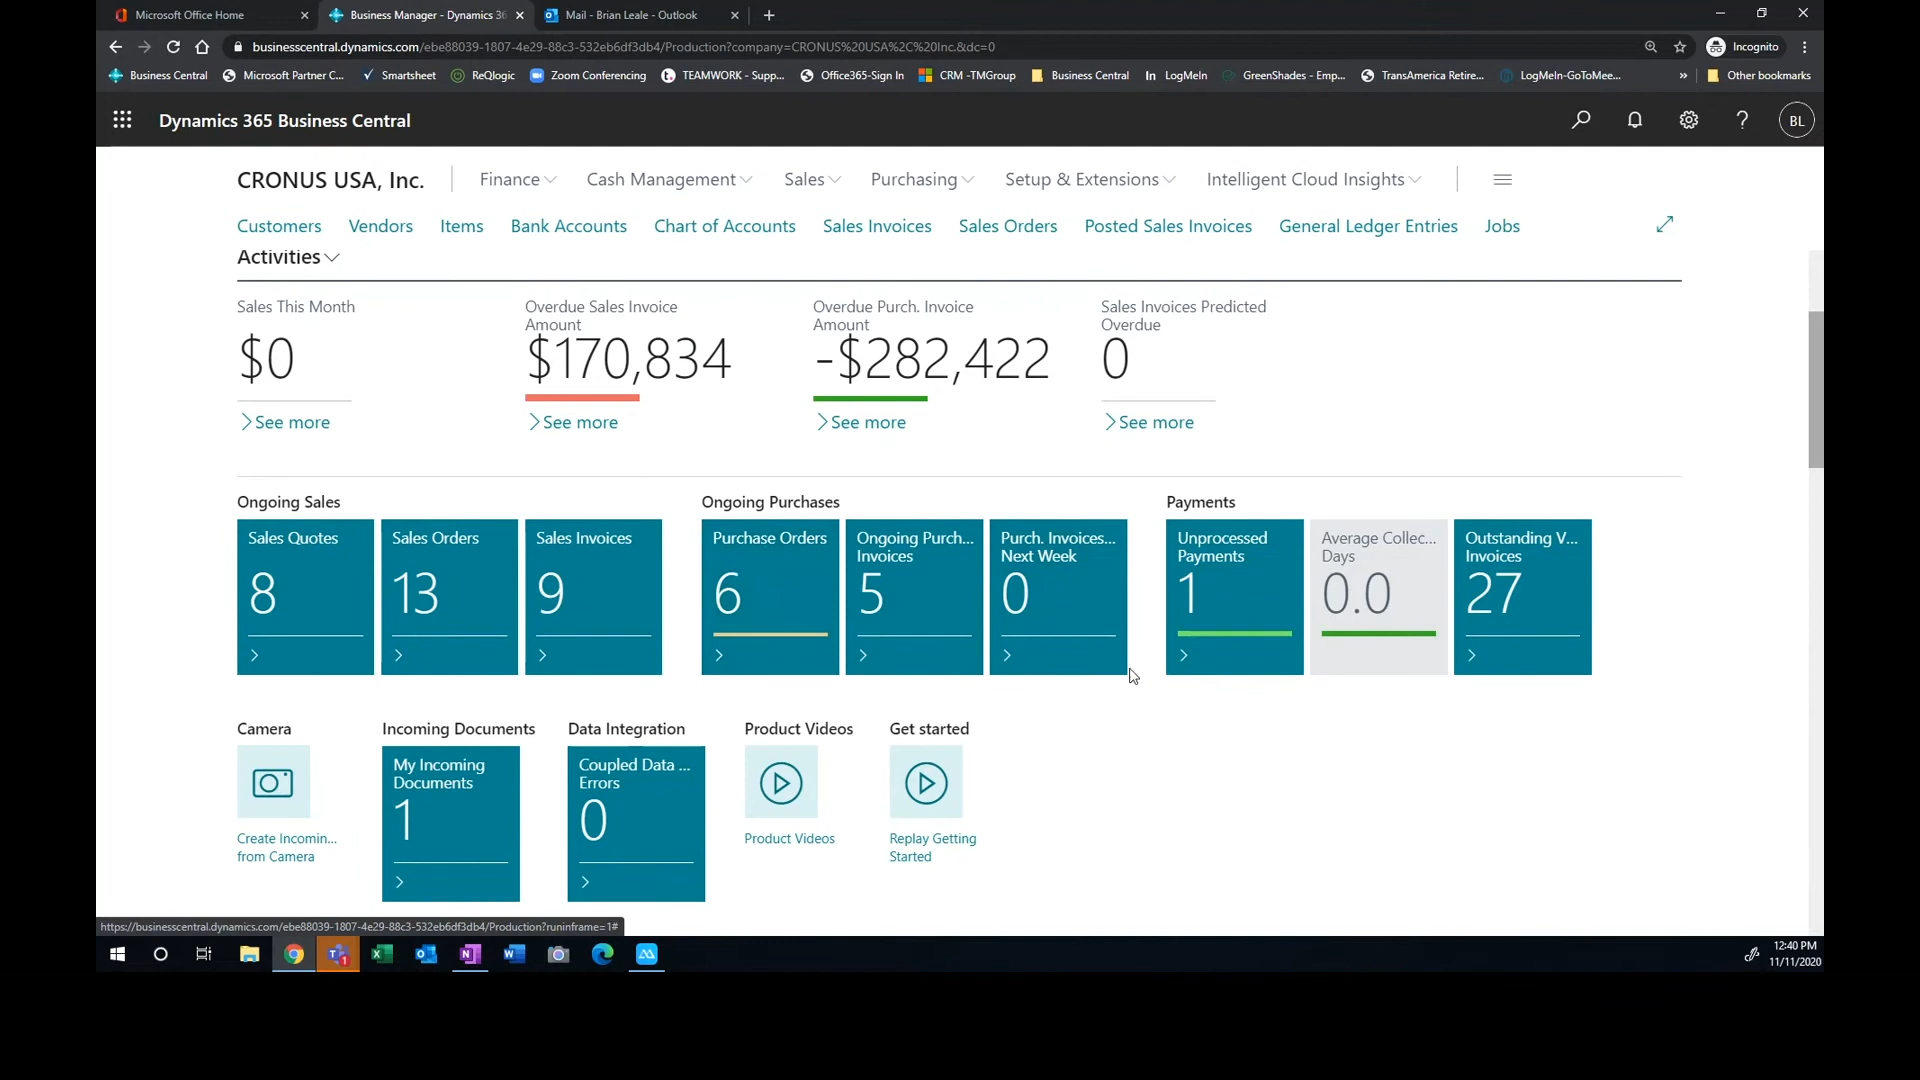 Microsoft Office Home
Business Manager - Dynamics 36
Mail - Brian Leale - Outlook
businesscentral.dynamics.com/ebe88039-1807-4e29-88c3-532eb6df3db4/Production?company=CRONUS%20USA%2C%20Inc.&dc=0
Incognito
Business Central
Microsoft Partner C...
Smartsheet
ReQlogic
Zoom Conferencing
TEAMWORK - Supp...
Office365-Sign In
CRM -TMGroup
Business Central
LogMeIn
GreenShades - Emp...
TransAmerica Retire...
LogMeIn-GoToMee...
»
Other bookmarks
Dynamics 365 Business Central
BL
CRONUS USA, Inc.
Finance
Cash Management
Sales
Purchasing
Setup & Extensions
Intelligent Cloud Insights
Customers
Vendors
Items
Bank Accounts
Chart of Accounts
Sales Invoices
Sales Orders
Posted Sales Invoices
General Ledger Entries
Jobs
Activities
Sales This Month
$0
See more
Overdue Sales Invoice
Amount
$170,834
See more
Overdue Purch. Invoice
Amount
-$282,422
See more
Sales Invoices Predicted
Overdue
0
See more
Ongoing Sales
Sales Quotes
8
Sales Orders
13
Sales Invoices
9
Ongoing Purchases
Purchase Orders
6
Ongoing Purch...
Invoices
5
Purch. Invoices...
Next Week
0
Payments
Unprocessed
Payments
1
Average Collec...
Days
0.0
Outstanding V...
Invoices
27
Camera
Create Incomin...
from Camera
Incoming Documents
My Incoming
Documents
1
Data Integration
Coupled Data ...
Errors
0
Product Videos
Product Videos
Get started
Replay Getting
Started
https://businesscentral.dynamics.com/ebe88039-1807-4e29-88c3-532eb6df3db4/Production?runinframe=1#
12:40 PM
11/11/2020